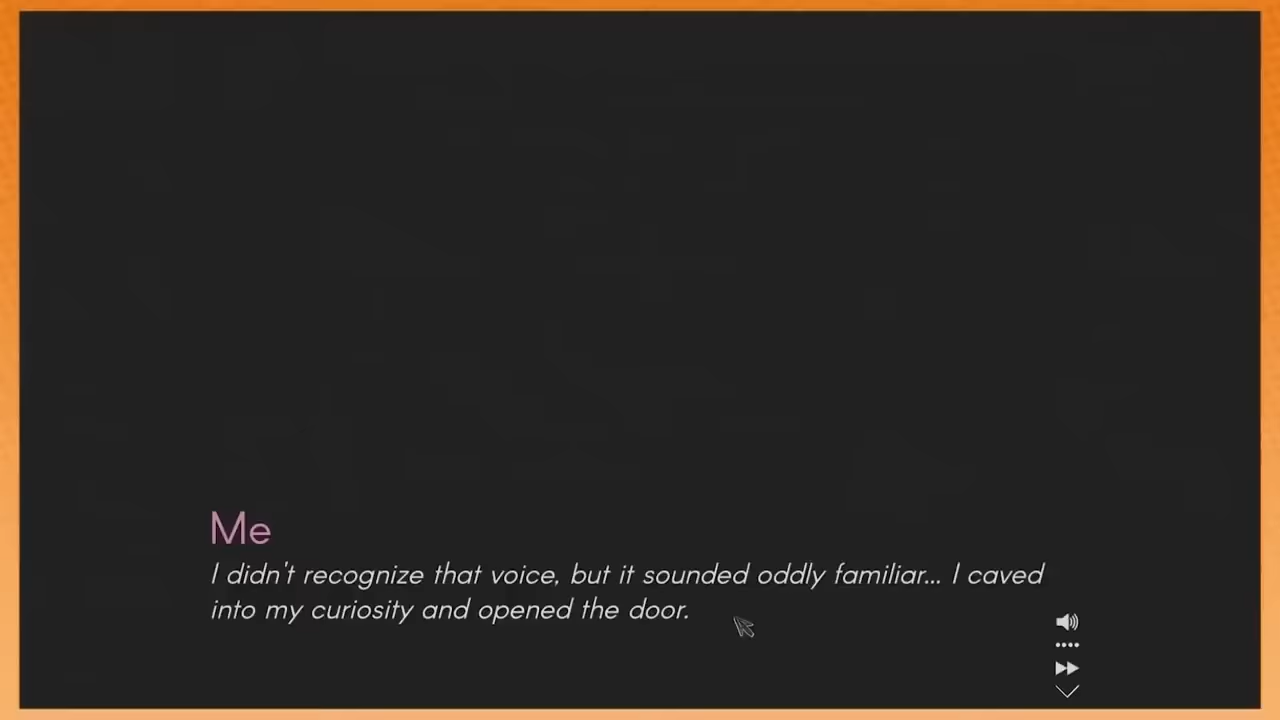 Me
I didn't recognize that voice, but it sounded oddly familiar... I caved
into my curiosity and opened the door.